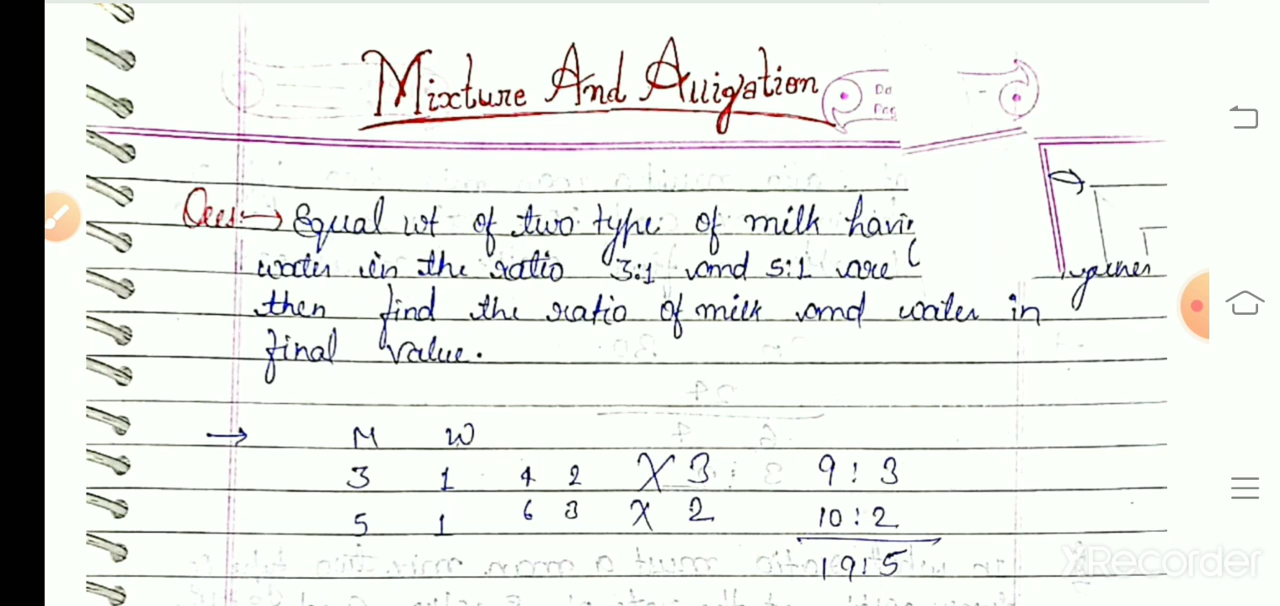 Mixture And Alligation
Ques:→ Equal wt of two type of milk
water in the ratio 3:1 and 5:1 are
then find the ratio of milk and water in
final value.
→ M W
3 1 4 2 X 3 9 : 3
5 1 6 3 X 2 10 : 2
19:5
XRecorder